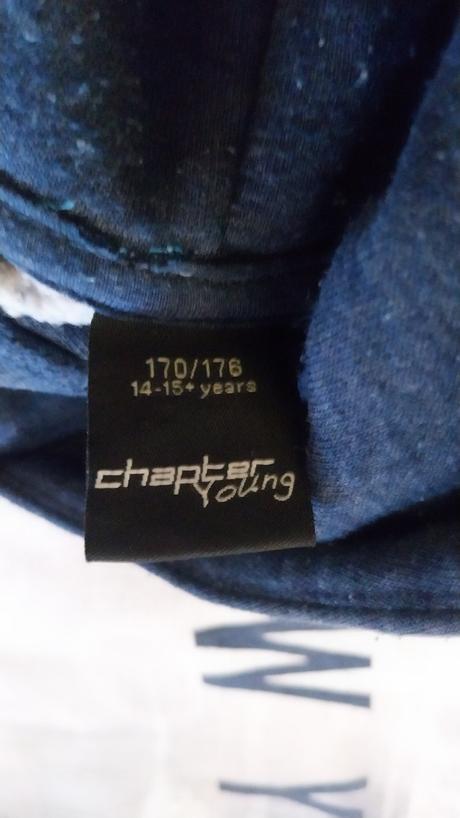 170/176
14-15+ years
chapter
Young
W
Y